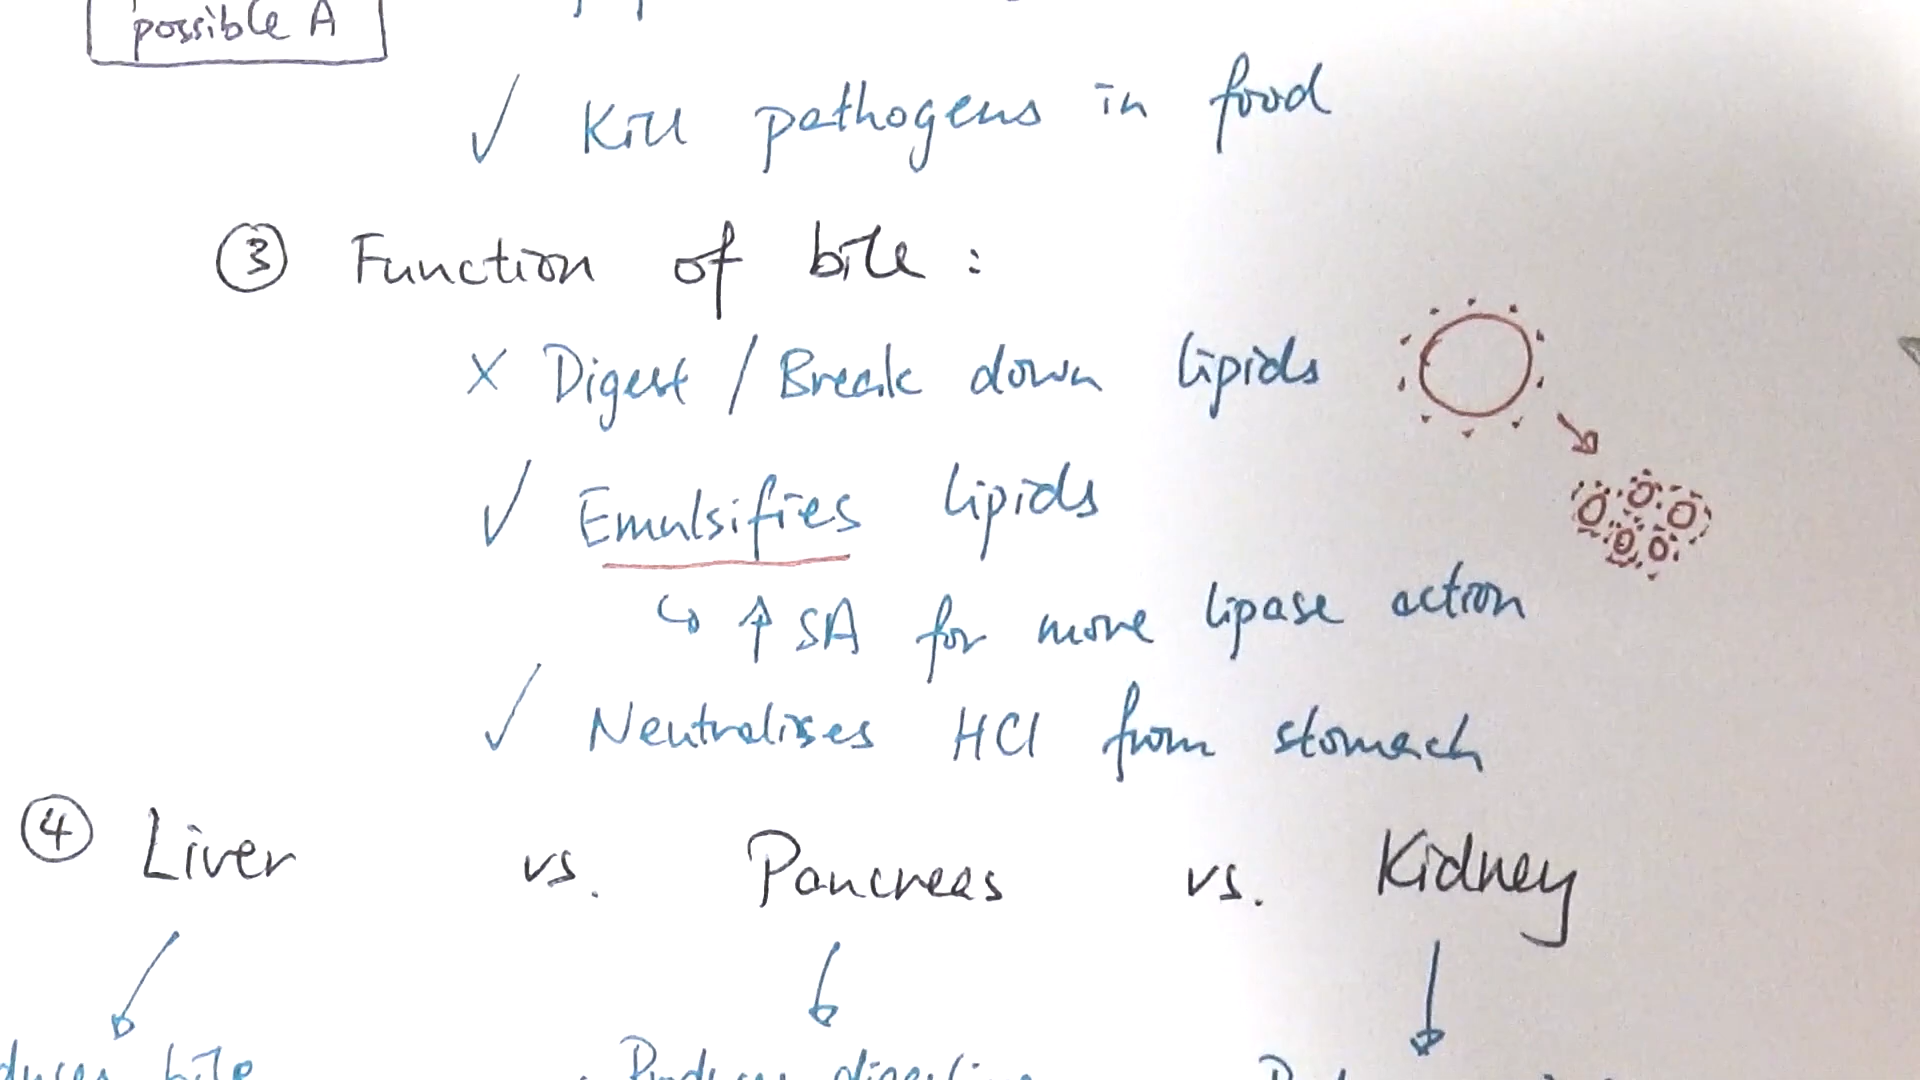 possible A
✓ Kill pathogens in food
③ Function of bile :
× Digest / Break down lipids
✓ Emulsifies lipids
↳ ↑ SA for more lipase action
✓ Neutralises HCl from stomach
④ Liver vs. Pancreas vs. Kidney
bile